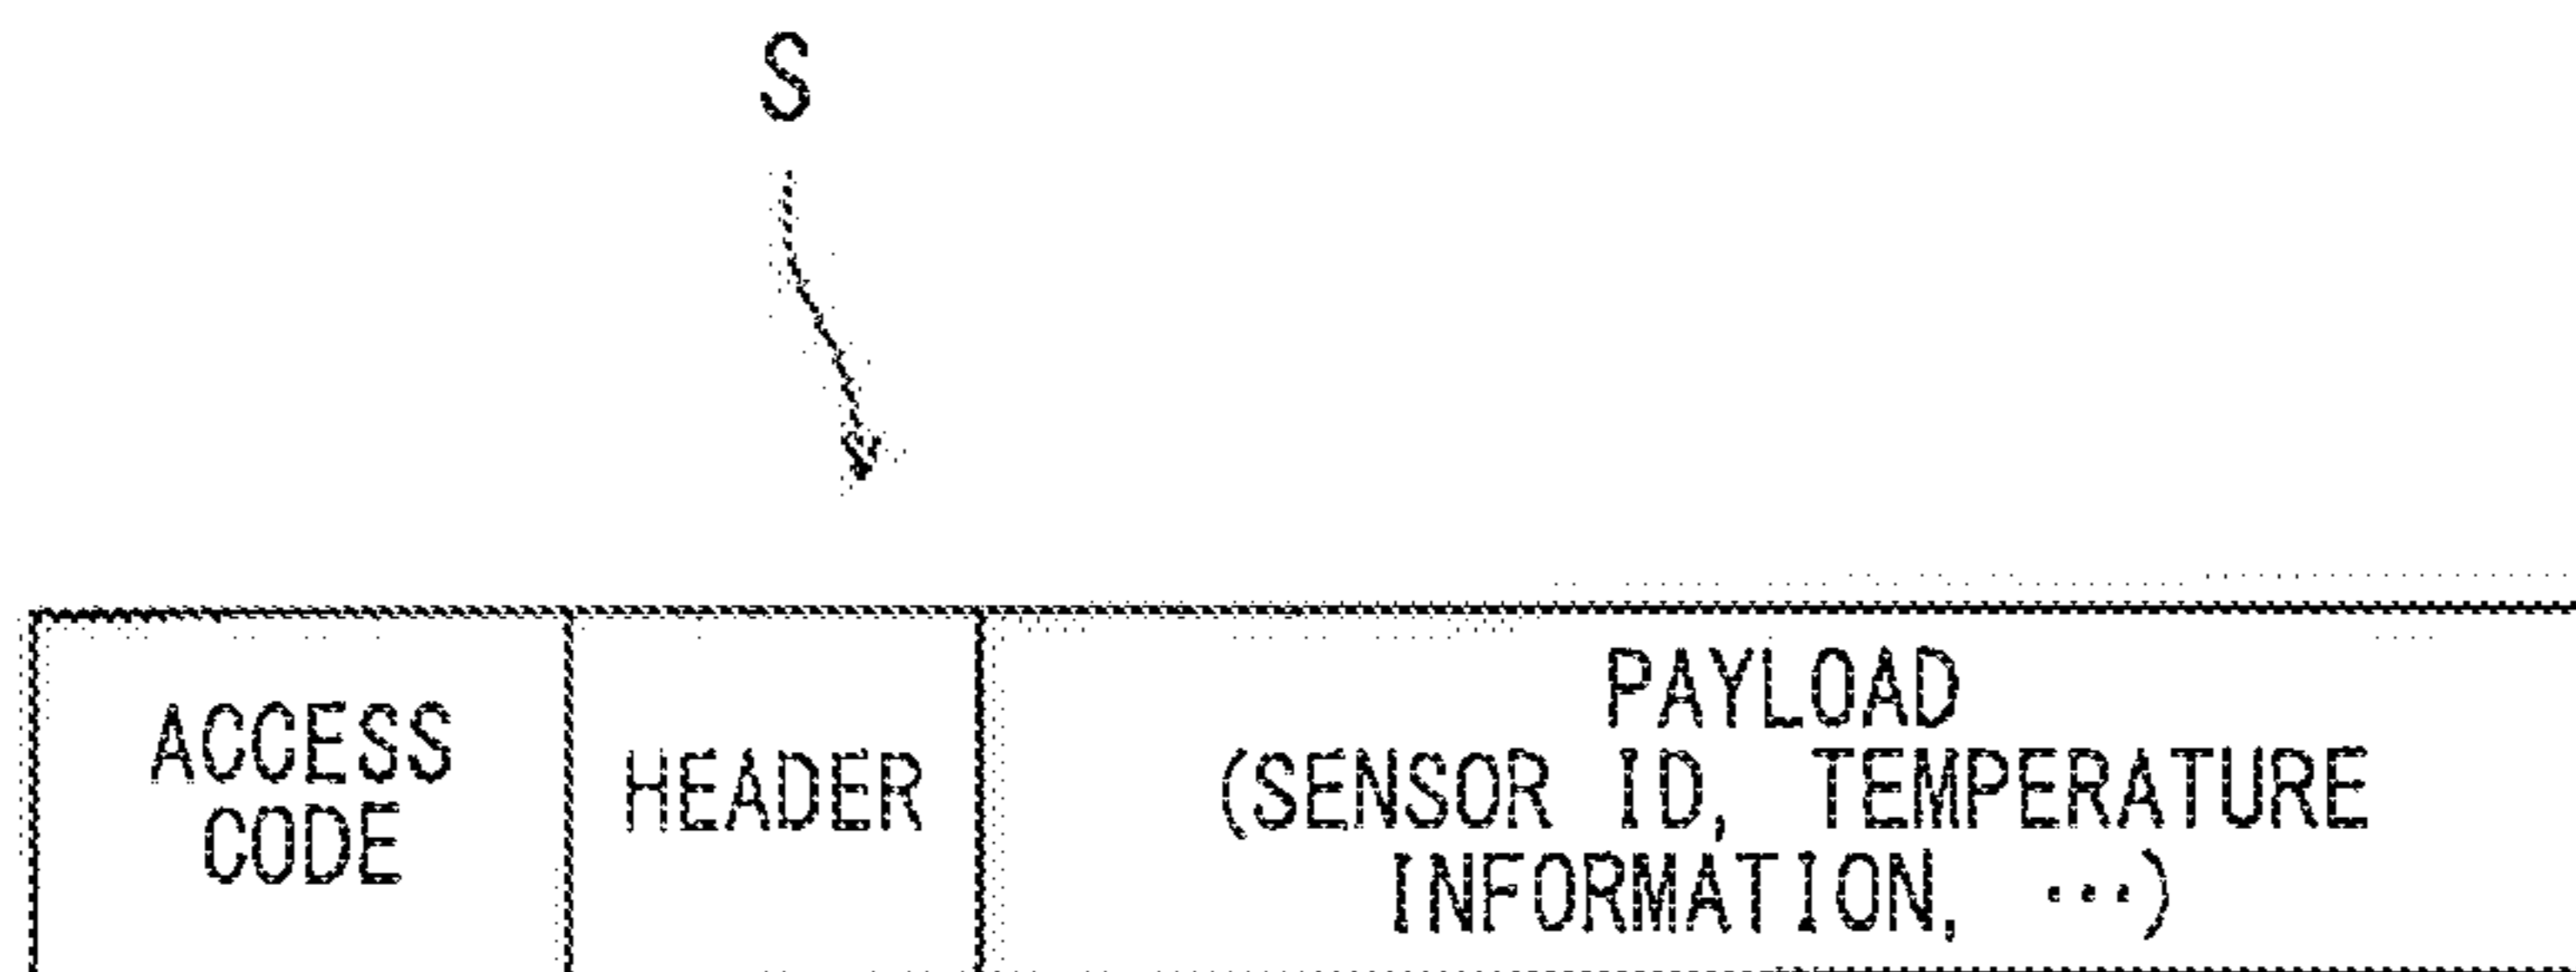 S
ACCESS
CODE
HEADER
PAYLOAD
(SENSOR ID, TEMPERATURE
INFORMATION, ···)